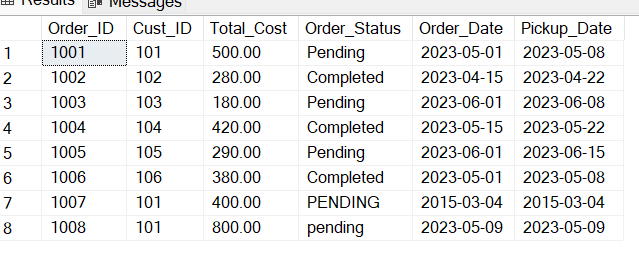 Results Messages
Order_ID Cust_ID Total_Cost Order_Status Order_Date Pickup_Date
1 1001 101 500.00 Pending 2023-05-01 2023-05-08
2 1002 102 280.00 Completed 2023-04-15 2023-04-22
3 1003 103 180.00 Pending 2023-06-01 2023-06-08
4 1004 104 420.00 Completed 2023-05-15 2023-05-22
5 1005 105 290.00 Pending 2023-06-01 2023-06-15
6 1006 106 380.00 Completed 2023-05-01 2023-05-08
7 1007 101 400.00 PENDING 2015-03-04 2015-03-04
8 1008 101 800.00 pending 2023-05-09 2023-05-09